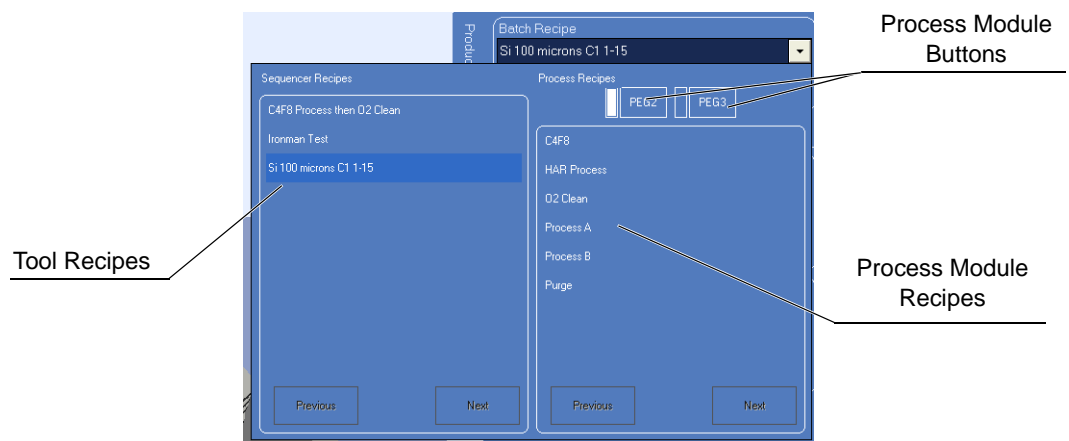 Process Module
Buttons
Batch Recipe
Si 100 microns C1 1-15
Sequencer Recipes
Process Recipes
PEG2
PEG3
C4F8 Process then O2 Clean
Ironman Test
Si 100 microns C1 1-15
C4F8
HAR Process
O2 Clean
Process A
Process B
Purge
Tool Recipes
Process Module
Recipes
Previous
Next
Previous
Next